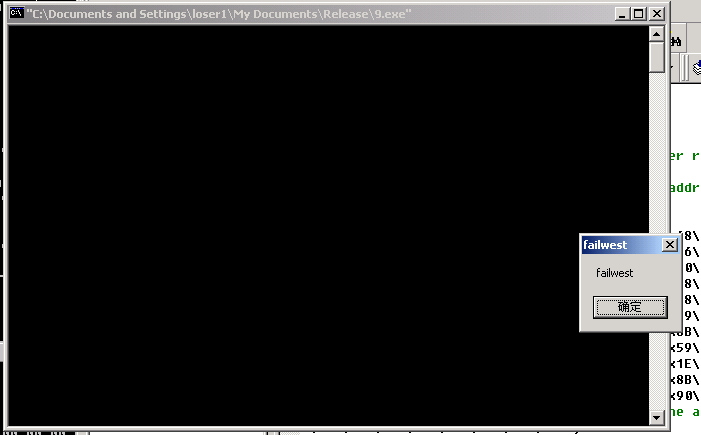 "C:\Documents and Settings\loser1\My Documents\Release\9.exe"
er r
addr
failwest
failwest
确定
8\
6\
0\
8\
8\
9\
x8B\
x59\
x1E\
x8B\
x90\
he a